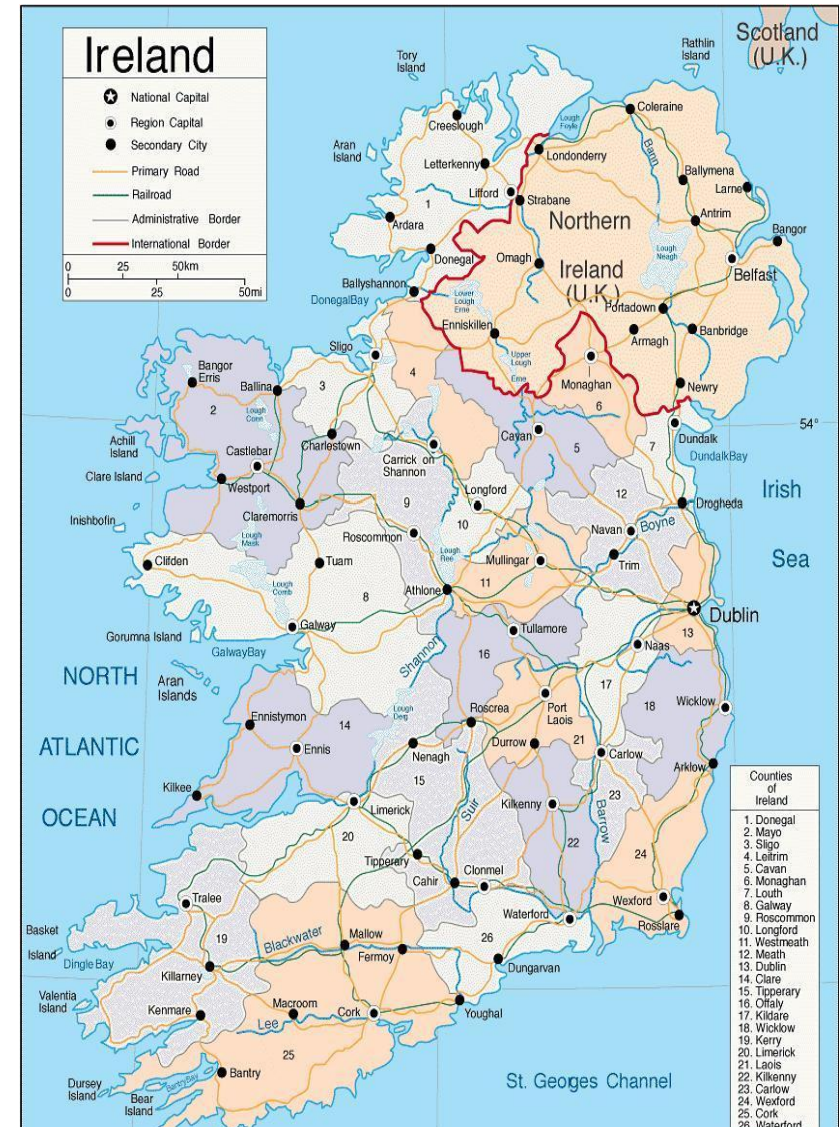 Ireland
National Capital
Region Capital
Secondary City
Primary Road
Railroad
Administrative Border
International Border
0 25 50km
0 25 50mi
Scotland
(U.K.)
Rathlin
Island
Tory
Island
Aran
Island
Creeslough
Coleraine
Lough
Foyle
Londonderry
Letterkenny
Bann
Ballymena
Larne
Lifford
Strabane
1
Ardara
Northern
Ireland
(U.K.)
Antrim
Bangor
Donegal
Omagh
Lough
Neagh
Belfast
Ballyshannon
DonegalBay
Lower
Lough
Erne
Portadown
Enniskillen
Armagh
Banbridge
Sligo
Upper
Lough
Erne
Monaghan
Newry
Bangor
Erris
Ballina
3
4
6
2
Lough
Conn
Cavan
5
7
Dundalk
54°
DundalkBay
Achill
Island
Castlebar
Charlestown
Carrick on
Shannon
Clare Island
Westport
Longford
12
Irish
Sea
Claremorris
9
10
Drogheda
Inishbofin
Roscommon
Navan
Boyne
Lough
Mask
Lough
Ree
Mullingar
Trim
Clifden
Tuam
11
Lough
Corrib
8
Athlone
Dublin
Galway
Tullamore
13
Gorumna Island
GalwayBay
Shannon
16
Naas
NORTH
ATLANTIC
OCEAN
Aran
Islands
17
Lough
Derg
Port
Laois
18
Wicklow
Ennistymon
14
Roscrea
Ennis
Nenagh
Durrow
21
Carlow
Arklow
Kilkee
15
Limerick
Suir
Kilkenny
Barrow
23
20
22
24
Tipperary
Cahir
Clonmel
Tralee
Waterford
Wexford
Rosslare
Basket
Island
DingleBay
19
Blackwater
Mallow
Fermoy
26
Dungarvan
Killarney
Valentia
Island
Kenmare
Macroom
Lee
Cork
Youghal
25
Bantry
BantryBay
Dursey
Island
Bear
Island
St. Georges Channel
Counties
of
Ireland
1. Donegal
2. Mayo
3. Sligo
4. Leitrim
5. Cavan
6. Monaghan
7. Louth
8. Galway
9. Roscommon
10. Longford
11. Westmeath
12. Meath
13. Dublin
14. Clare
15. Tipperary
16. Offaly
17. Kildare
18. Wicklow
19. Kerry
20. Limerick
21. Laois
22. Kilkenny
23. Carlow
24. Wexford
25. Cork
26. Waterford